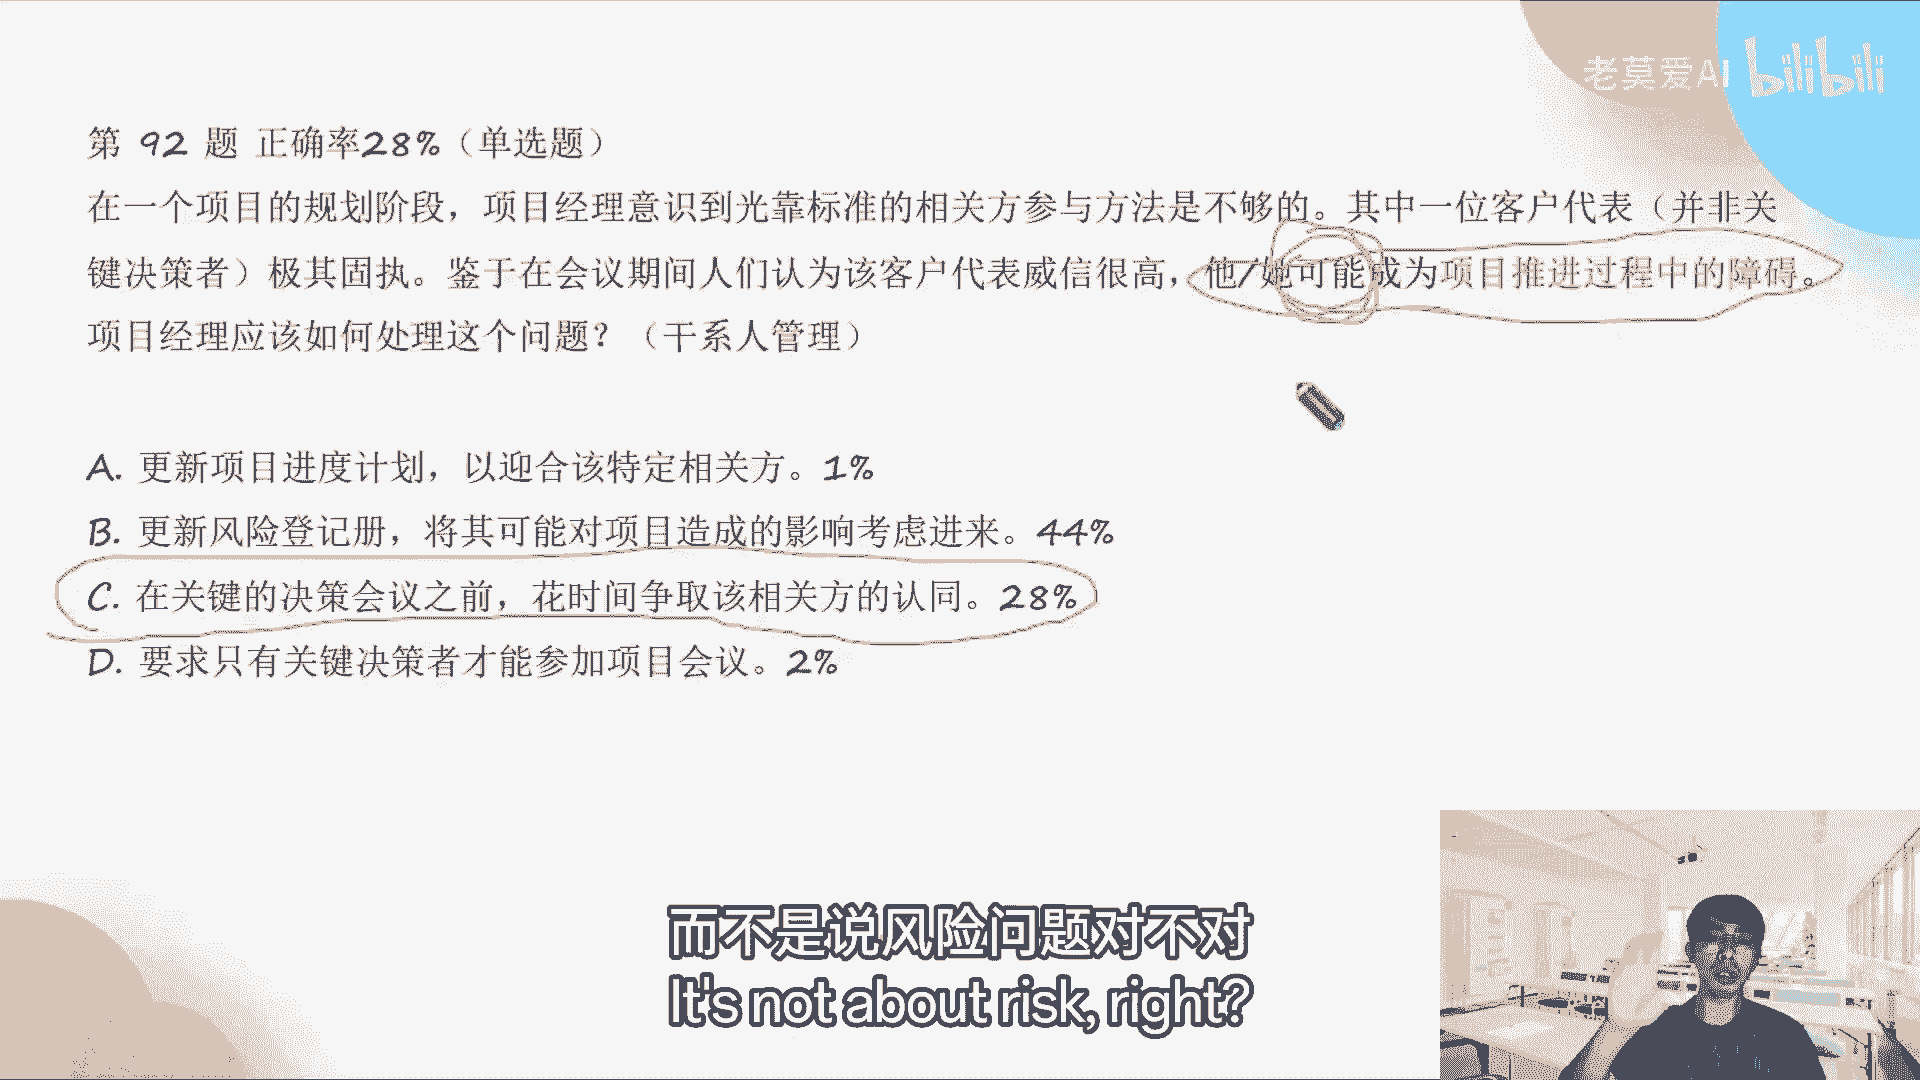 老莫爱AI bilibili
第 92 题 正确率28%（单选题）
在一个项目的规划阶段，项目经理意识到光靠标准的相关方参与方法是不够的。其中一位客户代表（并非关
键决策者）极其固执。鉴于在会议期间人们认为该客户代表威信很高，他/她可能成为项目推进过程中的障碍。
项目经理应该如何处理这个问题？（干系人管理）
A. 更新项目进度计划，以迎合该特定相关方。1%
B. 更新风险登记册，将其可能对项目造成的影响考虑进来。44%
C. 在关键的决策会议之前，花时间争取该相关方的认同。28%
D. 要求只有关键决策者才能参加项目会议。2%
而不是说风险问题对不对
It's not about risk, right?